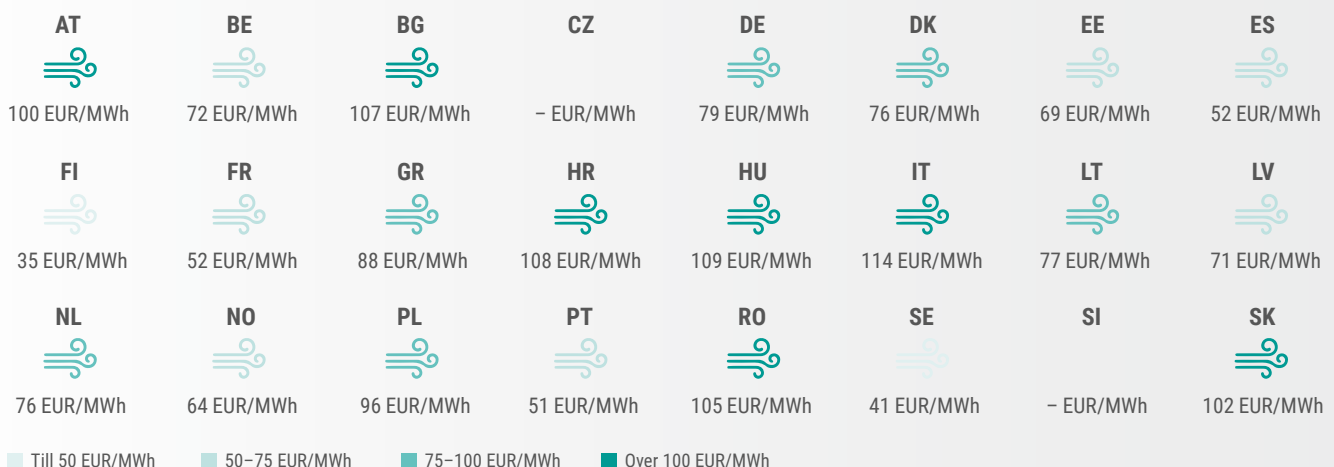 AT BE BG CZ DE DK EE ES
100 EUR/MWh 72 EUR/MWh 107 EUR/MWh – EUR/MWh 79 EUR/MWh 76 EUR/MWh 69 EUR/MWh 52 EUR/MWh
FI FR GR HR HU IT LT LV
35 EUR/MWh 52 EUR/MWh 88 EUR/MWh 108 EUR/MWh 109 EUR/MWh 114 EUR/MWh 77 EUR/MWh 71 EUR/MWh
NL NO PL PT RO SE SI SK
76 EUR/MWh 64 EUR/MWh 96 EUR/MWh 51 EUR/MWh 105 EUR/MWh 41 EUR/MWh – EUR/MWh 102 EUR/MWh
Till 50 EUR/MWh 50–75 EUR/MWh 75–100 EUR/MWh Over 100 EUR/MWh